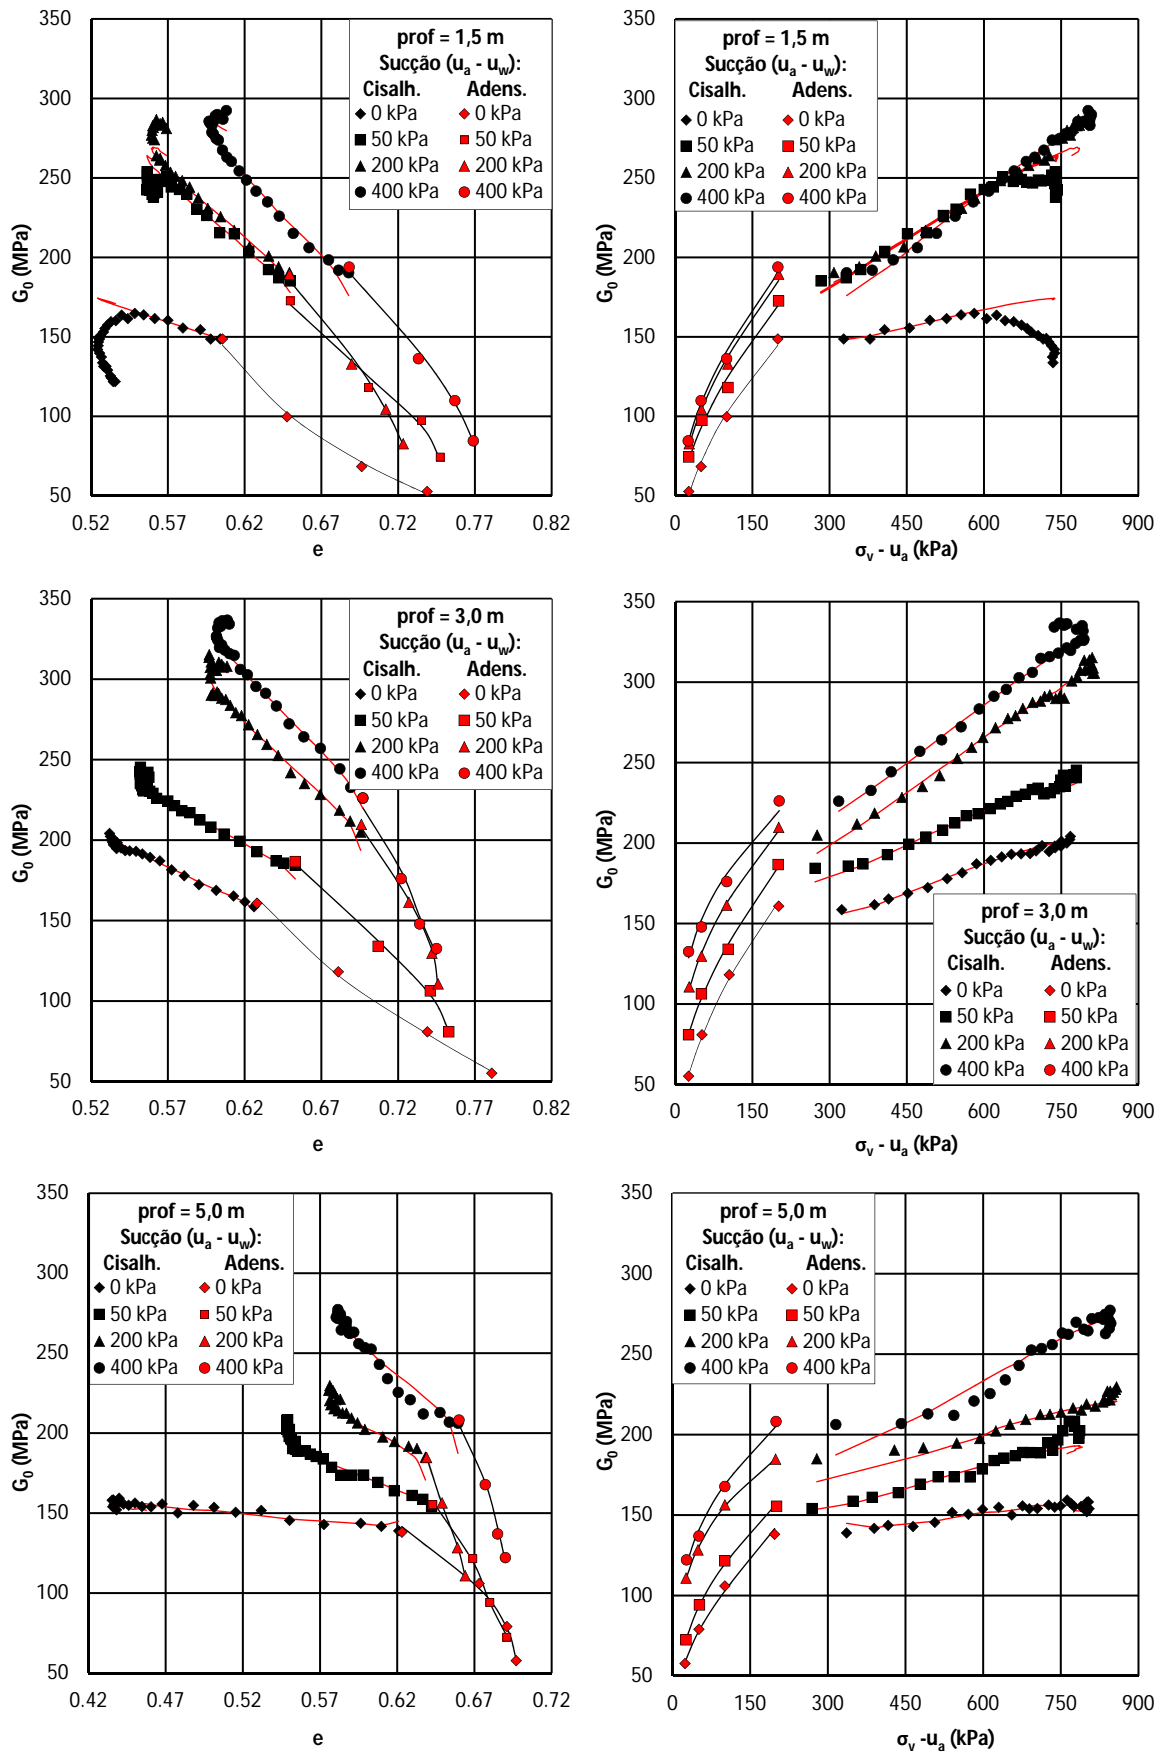 350
300
250
200
150
100
50
G0 (MPa)
prof = 1,5 m
Sucção (ua - uw):
Cisalh. Adens.
0 kPa 0 kPa
50 kPa 50 kPa
200 kPa 200 kPa
400 kPa 400 kPa
0.52 0.57 0.62 0.67 0.72 0.77 0.82
e
350
300
250
200
150
100
50
G0 (MPa)
prof = 1,5 m
Sucção (ua - uw):
Cisalh. Adens.
0 kPa 0 kPa
50 kPa 50 kPa
200 kPa 200 kPa
400 kPa 400 kPa
0 150 300 450 600 750 900
σv - ua (kPa)
350
300
250
200
150
100
50
G0 (MPa)
prof = 3,0 m
Sucção (ua - uw):
Cisalh. Adens.
0 kPa 0 kPa
50 kPa 50 kPa
200 kPa 200 kPa
400 kPa 400 kPa
0.52 0.57 0.62 0.67 0.72 0.77 0.82
e
350
300
250
200
150
100
50
G0 (MPa)
prof = 3,0 m
Sucção (ua - uw):
Cisalh. Adens.
0 kPa 0 kPa
50 kPa 50 kPa
200 kPa 200 kPa
400 kPa 400 kPa
0 150 300 450 600 750 900
σv - ua (kPa)
350
300
250
200
150
100
50
G0 (MPa)
prof = 5,0 m
Sucção (ua - uw):
Cisalh. Adens.
0 kPa 0 kPa
50 kPa 50 kPa
200 kPa 200 kPa
400 kPa 400 kPa
0.42 0.47 0.52 0.57 0.62 0.67 0.72
e
350
300
250
200
150
100
50
G0 (MPa)
prof = 5,0 m
Sucção (ua - uw):
Cisalh. Adens.
0 kPa 0 kPa
50 kPa 50 kPa
200 kPa 200 kPa
400 kPa 400 kPa
0 150 300 450 600 750 900
σv -ua (kPa)